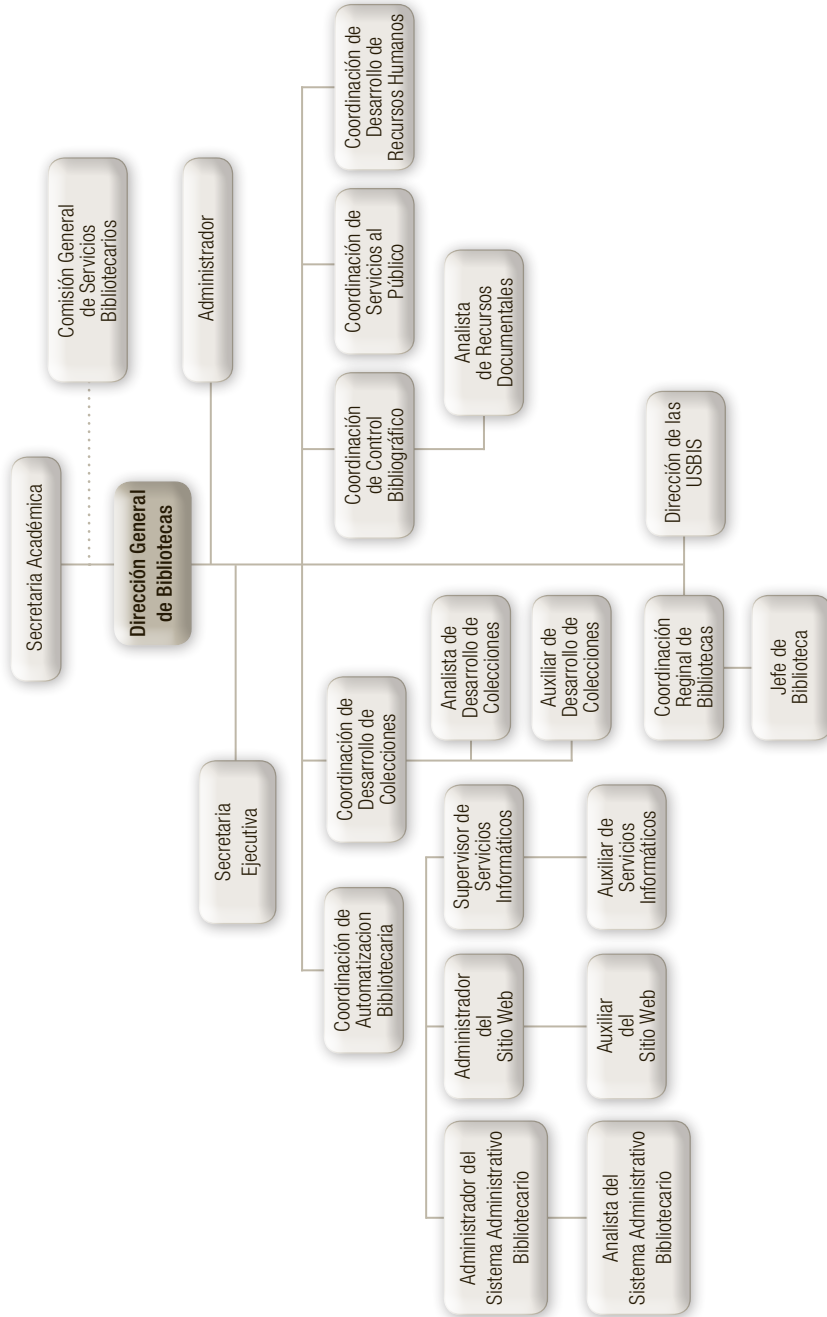 Secretaria Académica
Comisión General
de Servicios
Bibliotecarios
Dirección General
de Bibliotecas
Administrador
Secretaria
Ejecutiva
Coordinación de
Automatizacion
Bibliotecaria
Coordinación de
Desarrollo de
Colecciones
Coordinación
de Control
Bibliográfico
Coordinación de
Servicios al
Público
Coordinación de
Desarrollo de
Recursos Humanos
Administrador del
Sistema Administrativo
Bibliotecario
Administrador
del
Sitio Web
Supervisor de
Servicios
Informáticos
Analista de
Desarrollo de
Colecciones
Analista
de Recursos
Documentales
Analista del
Sistema Administrativo
Bibliotecario
Auxiliar
del
Sitio Web
Auxiliar de
Servicios
Informáticos
Auxiliar de
Desarrollo de
Colecciones
Coordinación
Reginal de
Bibliotecas
Dirección de las
USBIS
Jefe de
Biblioteca